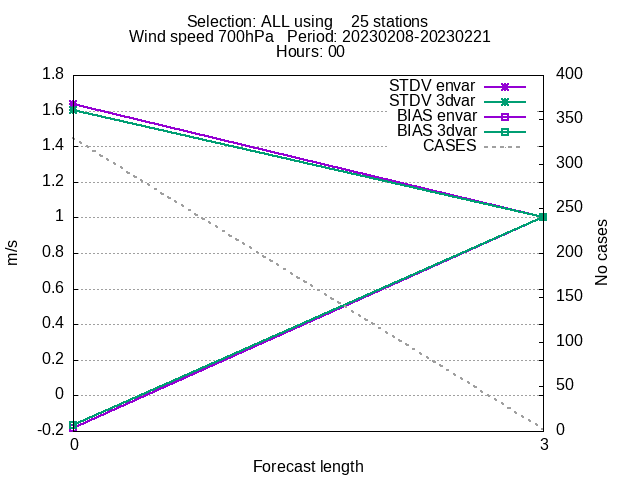 Selection: ALL using    25 stations
Wind speed 700hPa   Period: 20230208-20230221
Hours: 00
STDV envar
STDV 3dvar
BIAS envar
BIAS 3dvar
CASES
1.8
1.6
1.4
1.2
1
0.8
0.6
0.4
0.2
0
-0.2
400
350
300
250
200
150
100
50
0
m/s
No cases
0
3
Forecast length